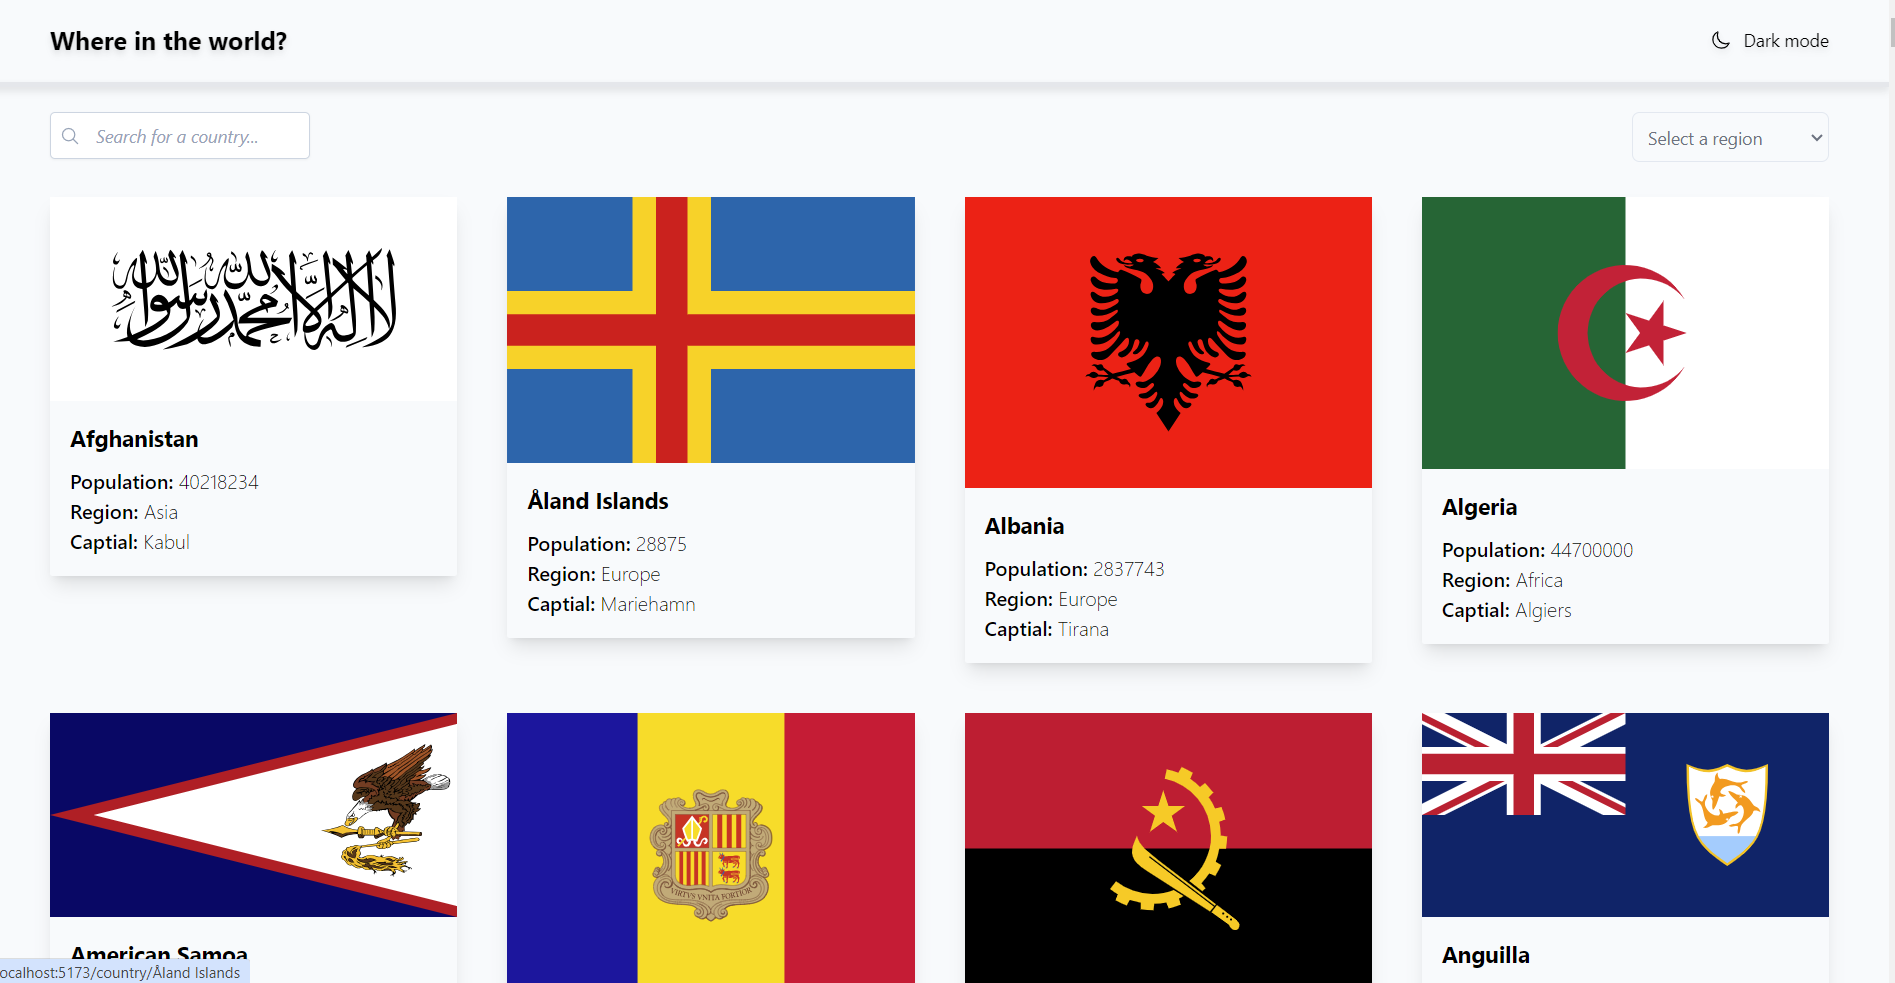 Where in the world?
Dark mode
Search for a country...
Select a region
لا إله إلا الله محمد رسول الله
Afghanistan
Population: 40218234
Region: Asia
Captial: Kabul
Åland Islands
Population: 28875
Region: Europe
Captial: Mariehamn
Albania
Population: 2837743
Region: Europe
Captial: Tirana
Algeria
Population: 44700000
Region: Africa
Captial: Algiers
VIRTVS VNITA FORTIOR
American Samoa
Anguilla
ocalhost:5173/country/Åland Islands